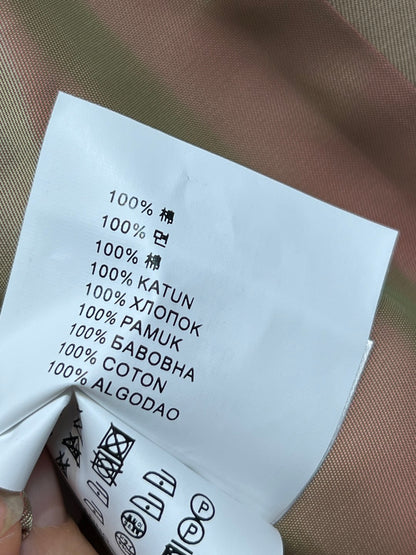 100% 棉
100% 면
100% 棉
100% KATUN
100% ХЛОПОК
100% PAMUK
100% БАВОВНА
100% COTON
100% ALGODAO
P
P